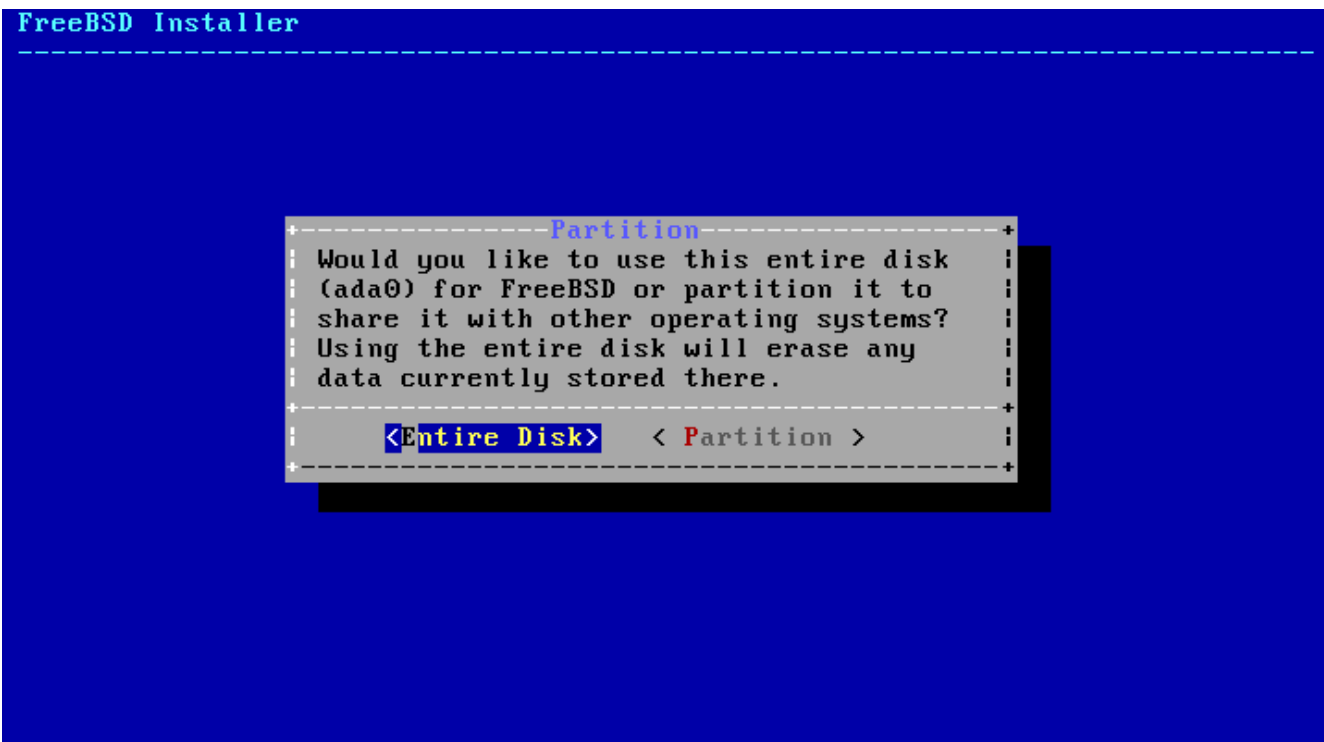 FreeBSD Installer
Partition
Would you like to use this entire disk
(ada0) for FreeBSD or partition it to
share it with other operating systems?
Using the entire disk will erase any
data currently stored there.
<Entire Disk> < Partition >